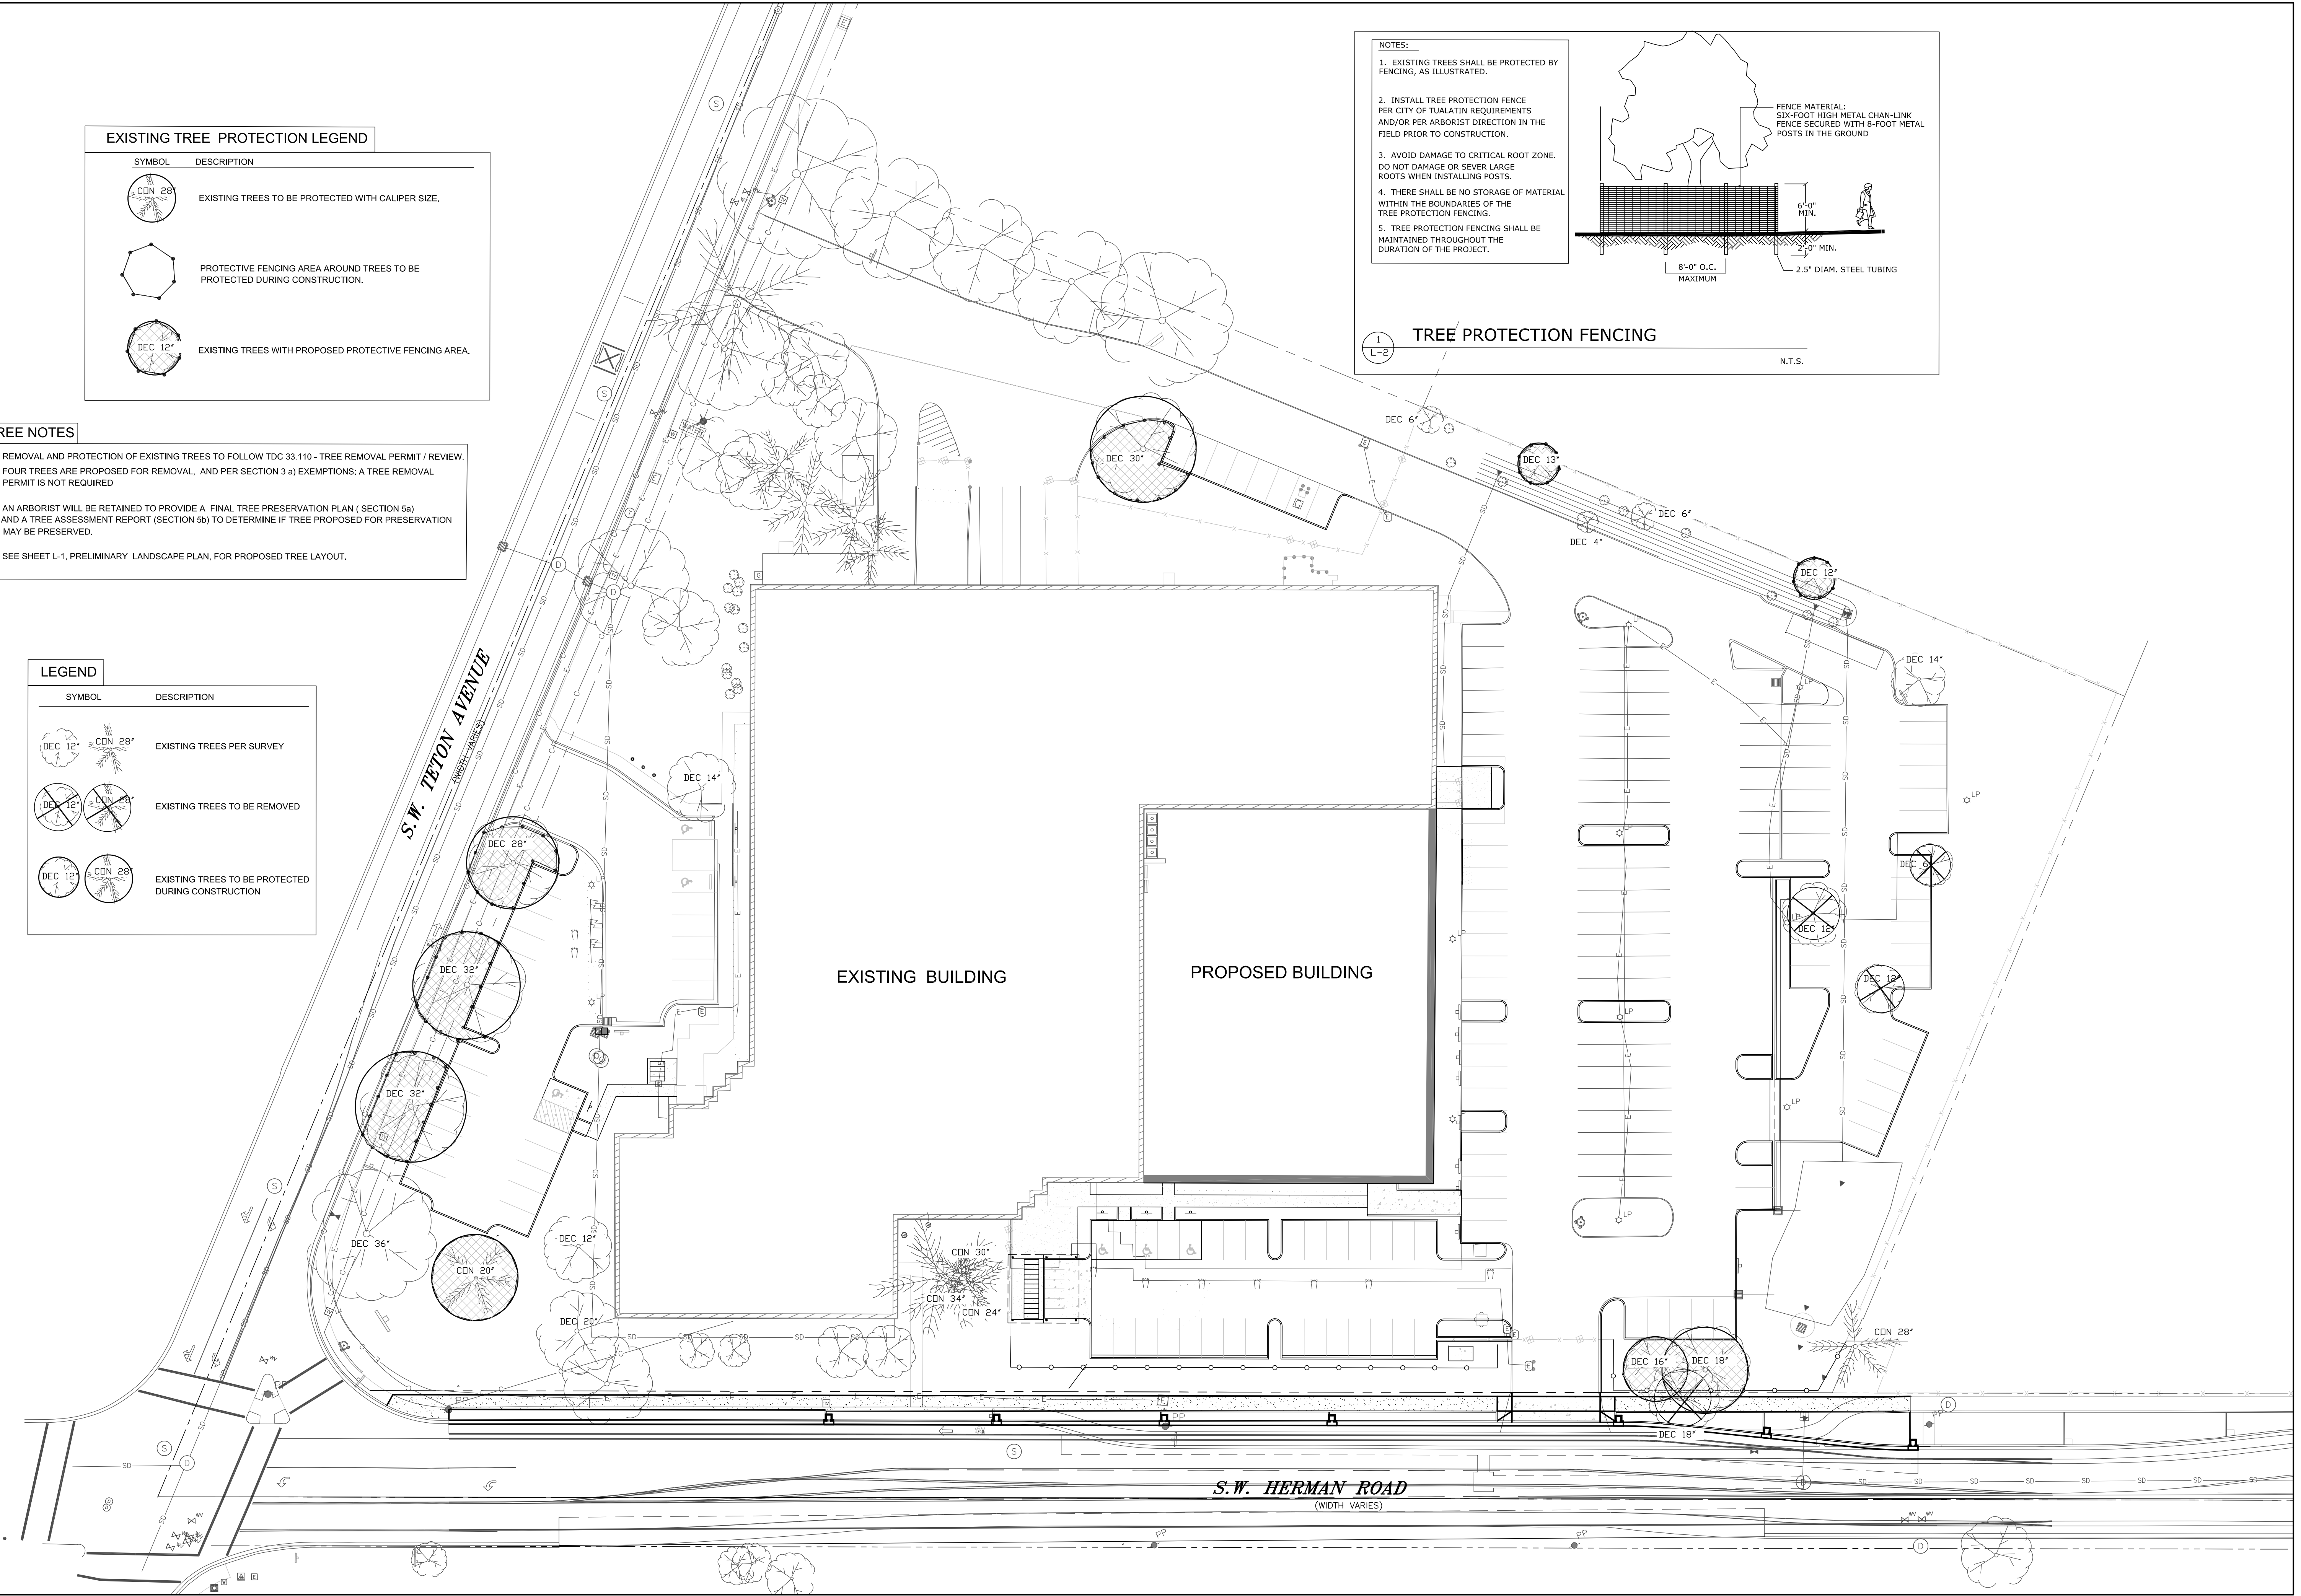 EXISTING TREE PROTECTION LEGEND
SYMBOL DESCRIPTION
CON 28"
EXISTING TREES TO BE PROTECTED WITH CALIPER SIZE.
PROTECTIVE FENCING AREA AROUND TREES TO BE
PROTECTED DURING CONSTRUCTION.
DEC 12"
EXISTING TREES WITH PROPOSED PROTECTIVE FENCING AREA.
REE NOTES
REMOVAL AND PROTECTION OF EXISTING TREES TO FOLLOW TDC 33.110 - TREE REMOVAL PERMIT / REVIEW.
FOUR TREES ARE PROPOSED FOR REMOVAL, AND PER SECTION 3 a) EXEMPTIONS: A TREE REMOVAL
PERMIT IS NOT REQUIRED
AN ARBORIST WILL BE RETAINED TO PROVIDE A FINAL TREE PRESERVATION PLAN ( SECTION 5a)
AND A TREE ASSESSMENT REPORT (SECTION 5b) TO DETERMINE IF TREE PROPOSED FOR PRESERVATION
MAY BE PRESERVED.
SEE SHEET L-1, PRELIMINARY LANDSCAPE PLAN, FOR PROPOSED TREE LAYOUT.
LEGEND
SYMBOL DESCRIPTION
DEC 12" CON 28" EXISTING TREES PER SURVEY
DEC 12" CON 28" EXISTING TREES TO BE REMOVED
DEC 12" CON 28" EXISTING TREES TO BE PROTECTED
DURING CONSTRUCTION
NOTES:
1. EXISTING TREES SHALL BE PROTECTED BY
FENCING, AS ILLUSTRATED.
2. INSTALL TREE PROTECTION FENCE
PER CITY OF TUALATIN REQUIREMENTS
AND/OR PER ARBORIST DIRECTION IN THE
FIELD PRIOR TO CONSTRUCTION.
3. AVOID DAMAGE TO CRITICAL ROOT ZONE.
DO NOT DAMAGE OR SEVER LARGE
ROOTS WHEN INSTALLING POSTS.
4. THERE SHALL BE NO STORAGE OF MATERIAL
WITHIN THE BOUNDARIES OF THE
TREE PROTECTION FENCING.
5. TREE PROTECTION FENCING SHALL BE
MAINTAINED THROUGHOUT THE
DURATION OF THE PROJECT.
FENCE MATERIAL:
SIX-FOOT HIGH METAL CHAN-LINK
FENCE SECURED WITH 8-FOOT METAL
POSTS IN THE GROUND
6'-0"
MIN.
2'-0" MIN.
8'-0" O.C.
MAXIMUM
2.5" DIAM. STEEL TUBING
1
L-2
TREE PROTECTION FENCING
N.T.S.
DEC 6"
DEC 30"
DEC 13"
DEC 6"
DEC 4"
DEC 12"
DEC 14"
S.W. TETON AVENUE
(WIDTH VARIES)
DEC 14"
DEC 28"
DEC 6"
DEC 12"
DEC 32"
EXISTING BUILDING
PROPOSED BUILDING
DEC 12"
DEC 32"
DEC 36"
DEC 12"
CON 20"
CON 30"
CON 34"
CON 24"
DEC 20"
CON 28"
DEC 16"
DEC 18"
DEC 18"
S.W. HERMAN ROAD
(WIDTH VARIES)